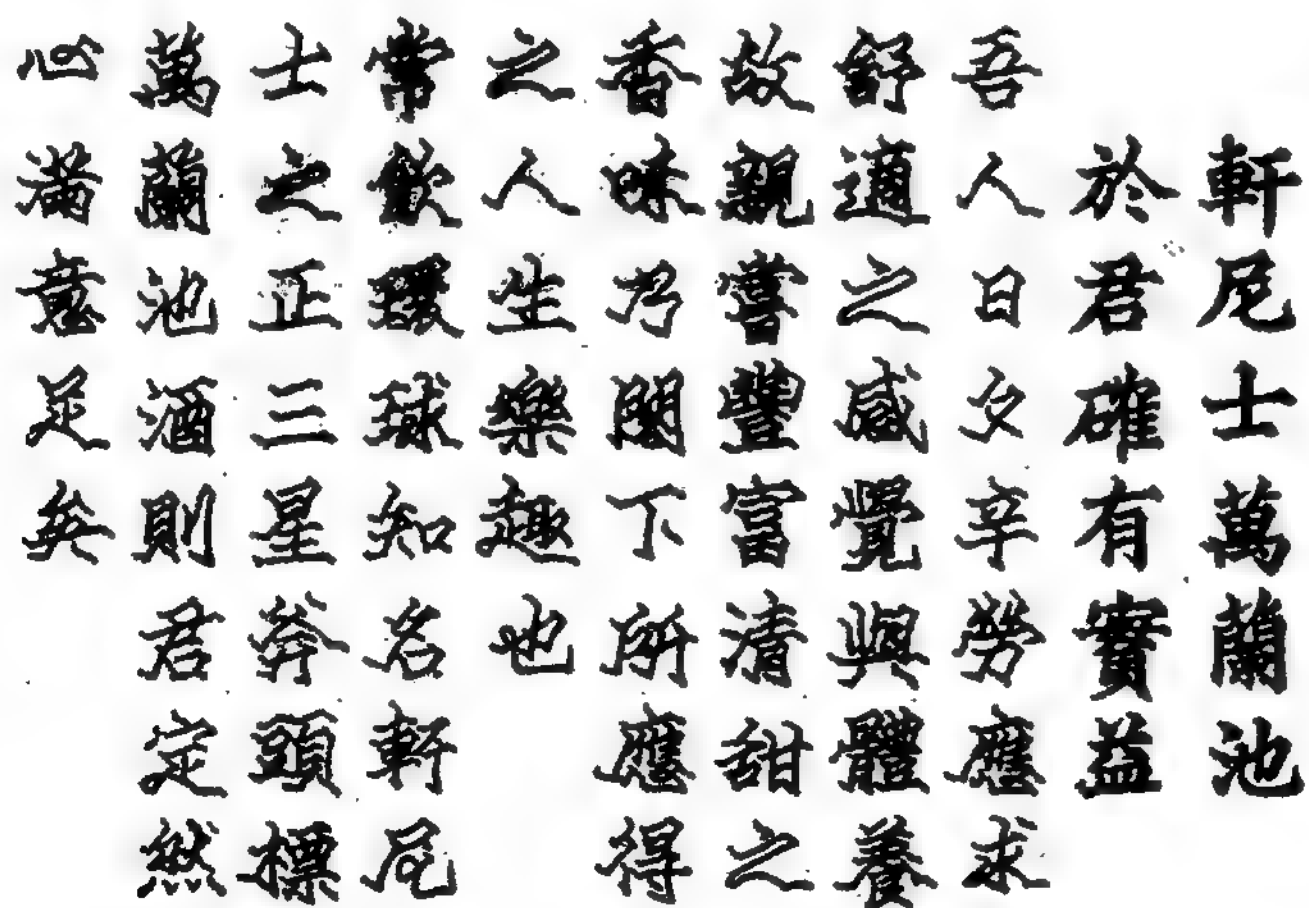 軒尼士萬蘭池
於君確有實益
吾人日夕辛勞應求
舒適之感覺與體養
故親嘗豐富清甜之
香味乃閣下所應得
之人生樂趣也
常飲環球知名軒尼
士之正三星斧頭標
萬蘭池酒則君定然
心滿意足矣